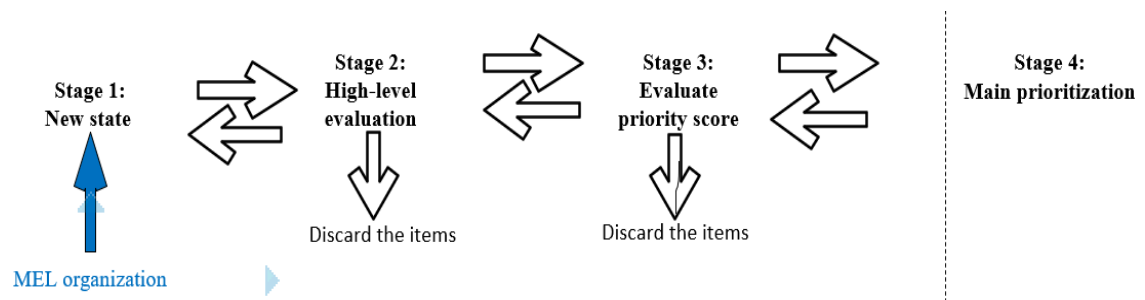 Stage 1:
New state
Stage 2:
High-level
evaluation
Stage 3:
Evaluate
priority score
Stage 4:
Main prioritization
Discard the items
Discard the items
MEL organization